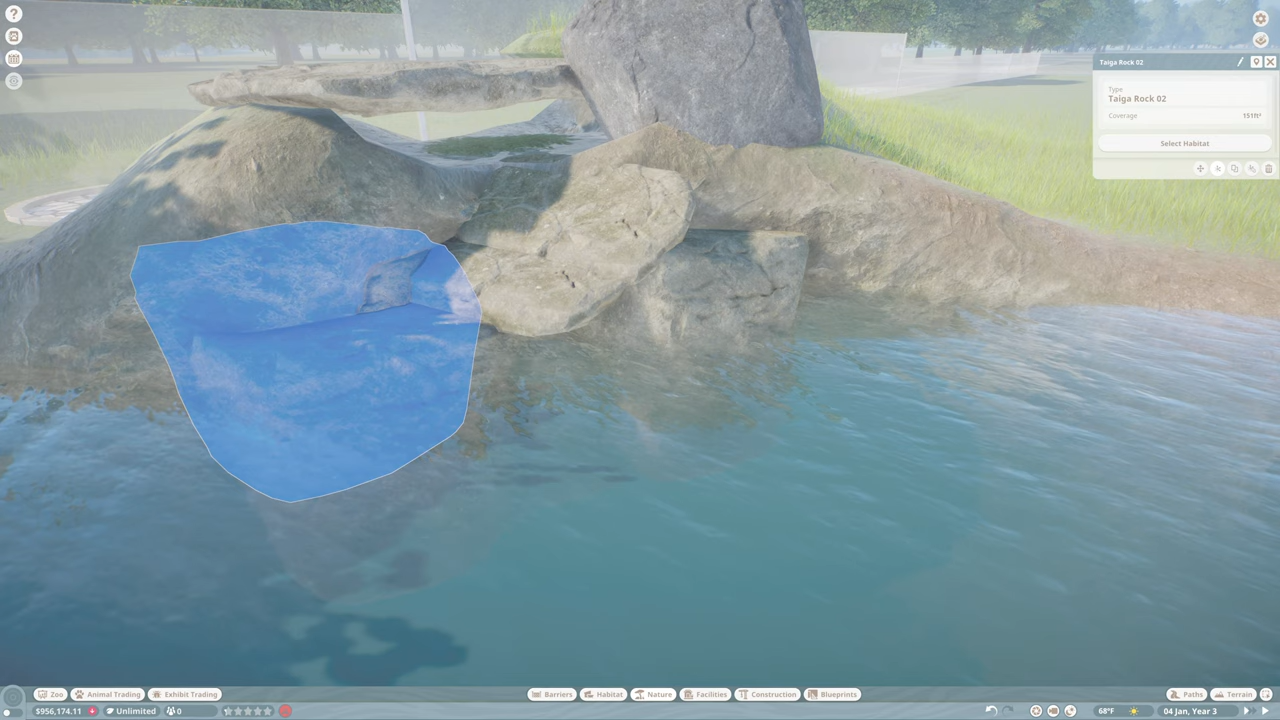 ?
Taiga Rock 02
Type
Taiga Rock 02
Coverage 151ft²
Select Habitat
Zoo Animal Trading Exhibit Trading Barriers Habitat Nature Facilities Construction Blueprints Paths Terrain
$956,174.11 Unlimited 0 68°F 04 Jan, Year 3